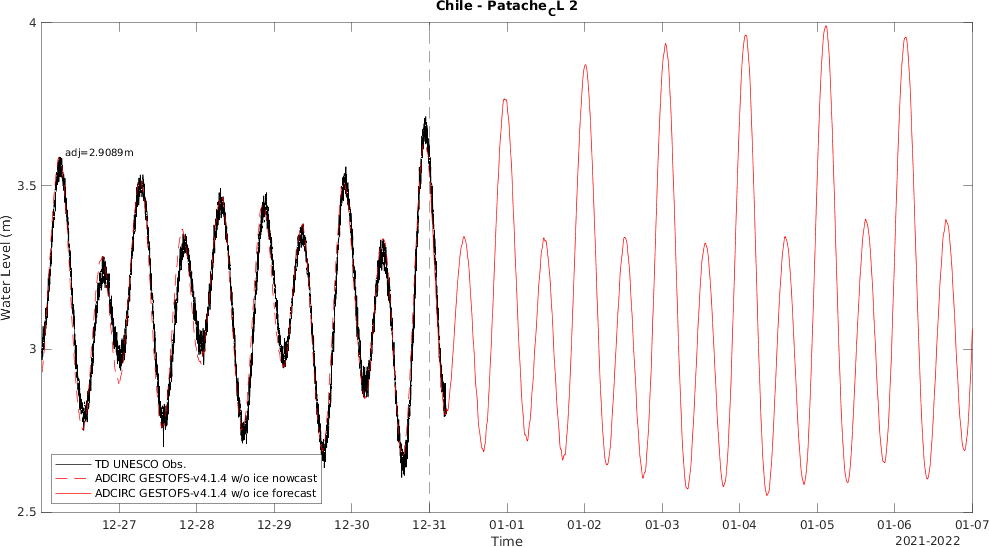 Chile - Patache_CL 2
4
3.5
3
2.5
Water Level (m)
adj=2.9089m
TD UNESCO Obs.
ADCIRC GESTOFS-v4.1.4 w/o ice nowcast
ADCIRC GESTOFS-v4.1.4 w/o ice forecast
12-27 12-28 12-29 12-30 12-31 01-01 01-02 01-03 01-04 01-05 01-06 01-07
Time
2021-2022